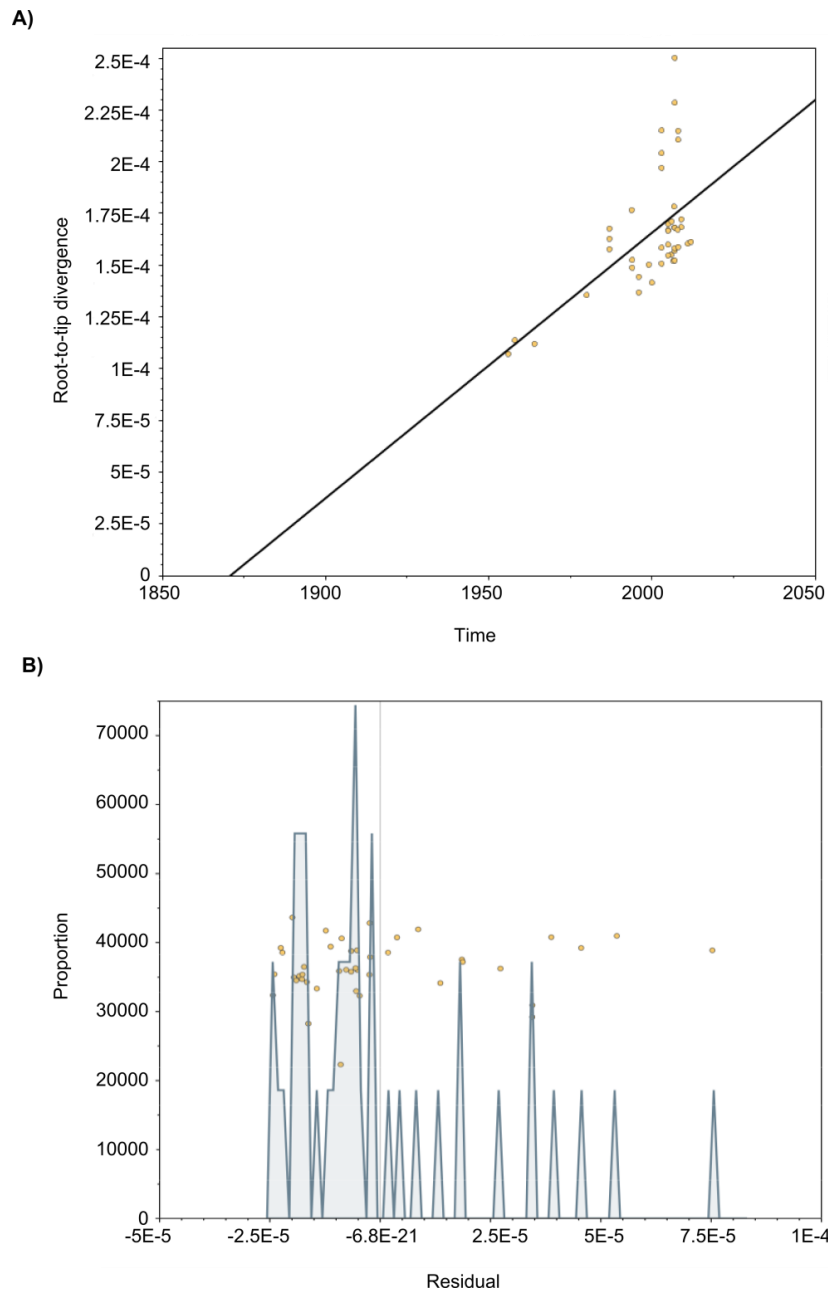 A)
2.5E-4
2.25E-4
2E-4
1.75E-4
1.5E-4
1.25E-4
1E-4
7.5E-5
5E-5
2.5E-5
0
Root-to-tip divergence
1850
1900
1950
2000
2050
Time
B)
70000
60000
50000
40000
30000
20000
10000
0
Proportion
-5E-5
-2.5E-5
-6.8E-21
2.5E-5
5E-5
7.5E-5
1E-4
Residual